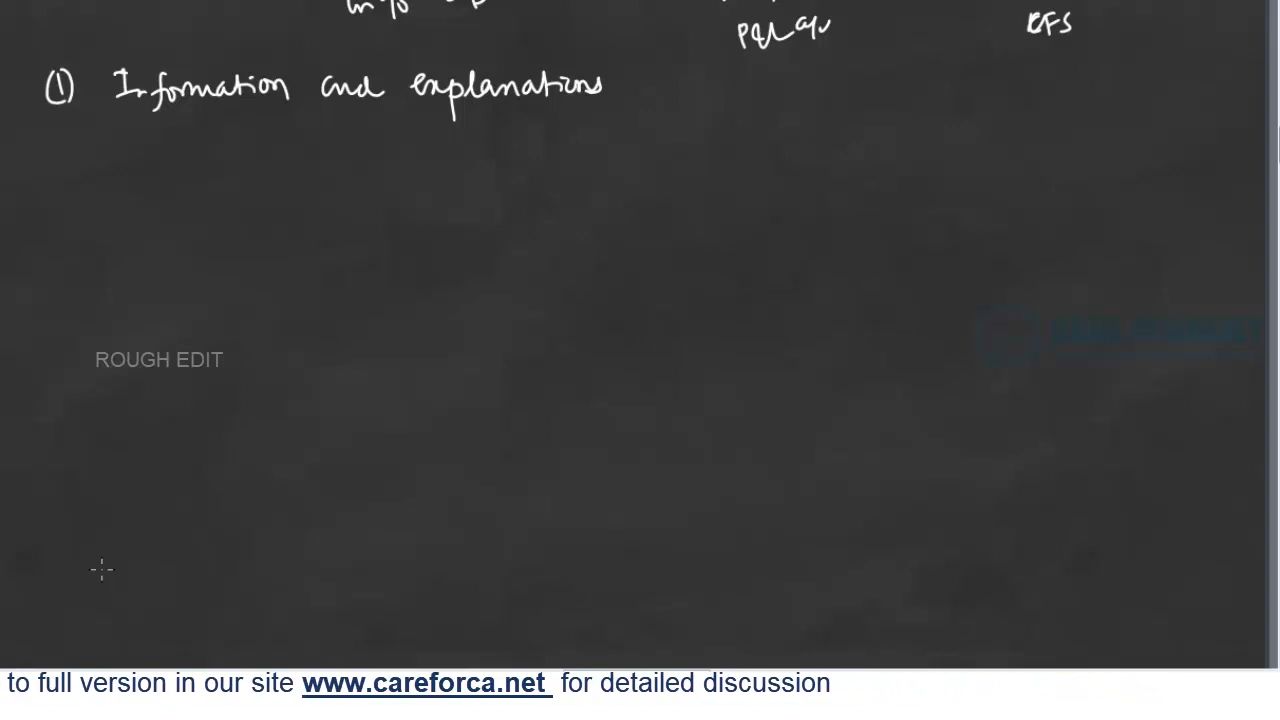 CFS
① Information and explanations
ROUGH EDIT
to full version in our site www.careforca.net for detailed discussion